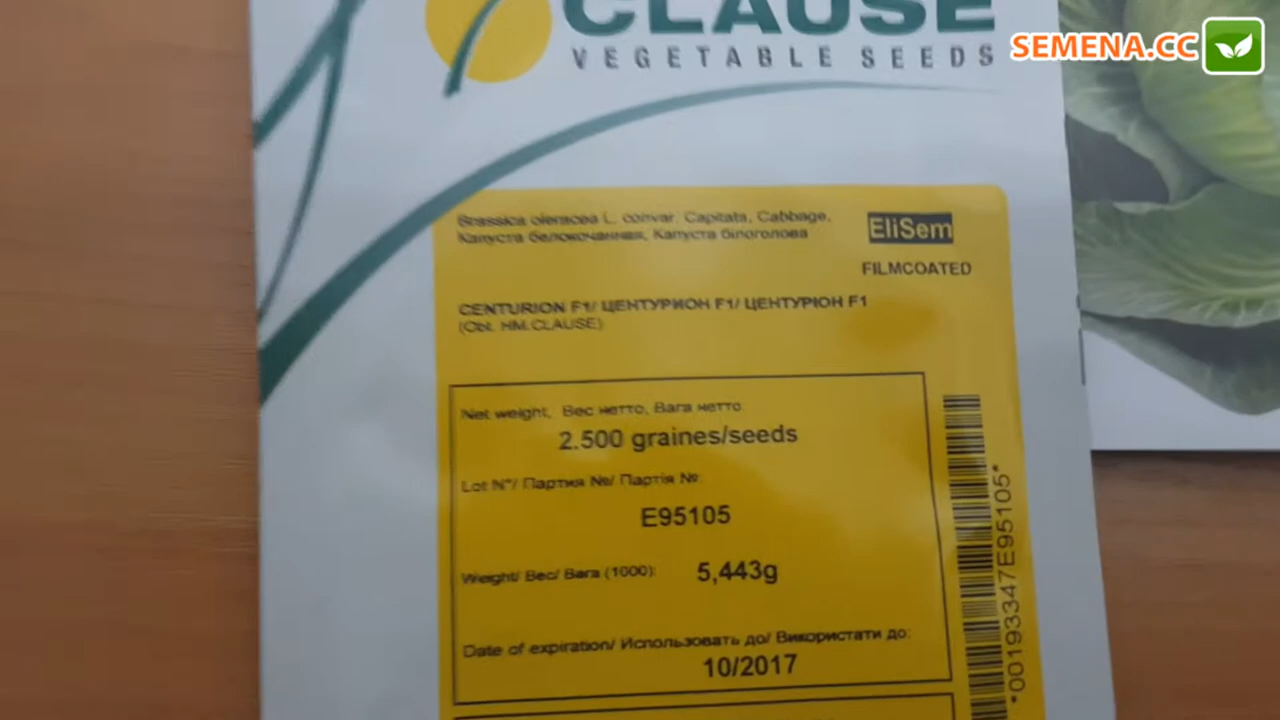 CLAUSE
VEGETABLE SEEDS
SEMENA.CC
Brassica oleracea L. convar. Capitata, Cabbage,
Капуста белокочанная, Капуста білоголова
EliSem
FILMCOATED
CENTURION F1/ ЦЕНТУРИОН F1/ ЦЕНТУРІОН F1
(Obt. HM.CLAUSE)
Net weight, Вес нетто, Вага нетто
2.500 graines/seeds
Lot N°/ Партия №/ Партія №:
E95105
Weight/ Вес/ Вага (1000): 5,443g
Date of expiration/ Использовать до/ Використати до:
10/2017
*00193347E95105*